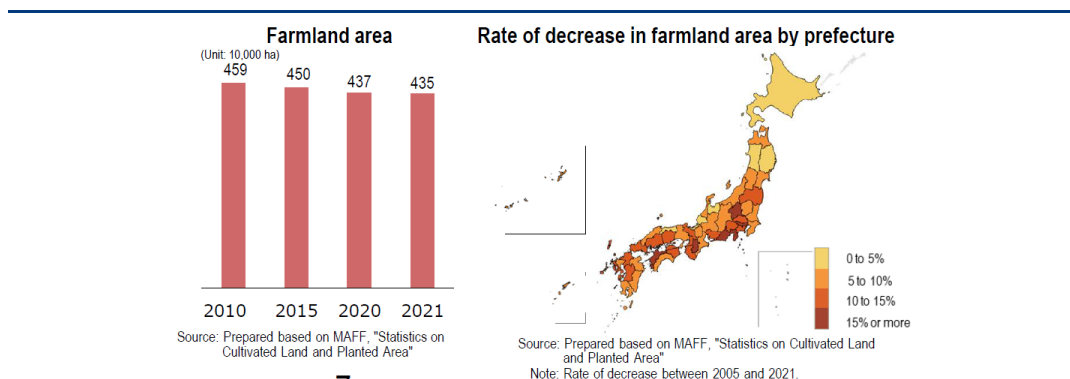 Farmland area
(Unit: 10,000 ha)
459
450
437
435
2010
2015
2020
2021
Source: Prepared based on MAFF, "Statistics on
Cultivated Land and Planted Area"
Rate of decrease in farmland area by prefecture
0 to 5%
5 to 10%
10 to 15%
15% or more
Source: Prepared based on MAFF, "Statistics on Cultivated Land
and Planted Area"
Note: Rate of decrease between 2005 and 2021.